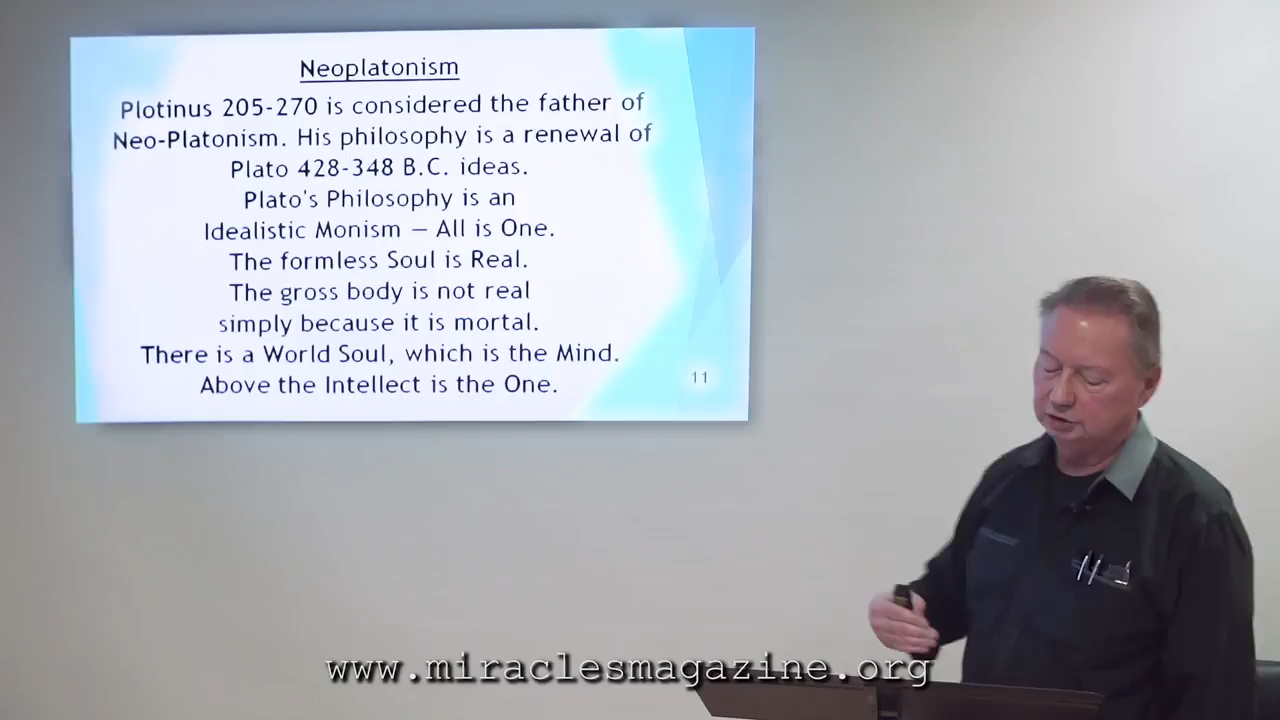 Neoplatonism
Plotinus 205-270 is considered the father of
Neo-Platonism. His philosophy is a renewal of
Plato 428-348 B.C. ideas.
Plato's Philosophy is an
Idealistic Monism – All is One.
The formless Soul is Real.
The gross body is not real
simply because it is mortal.
There is a World Soul, which is the Mind.
Above the Intellect is the One.
11
www.miraclesmagazine.org